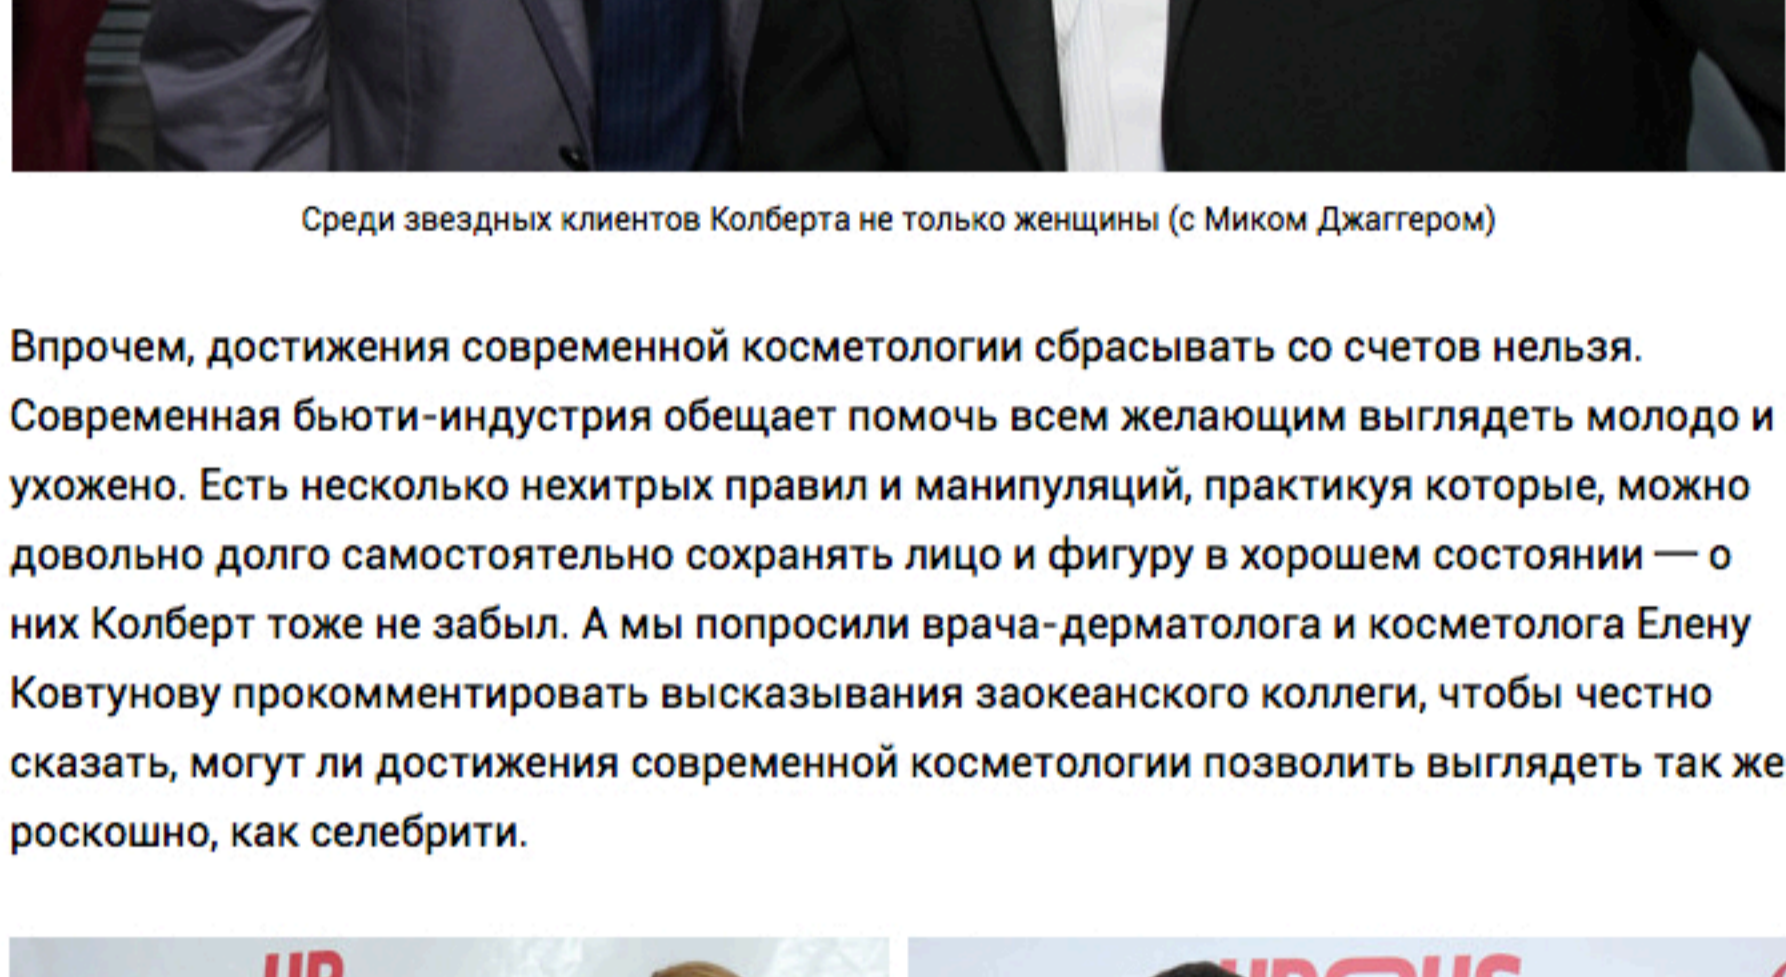 Среди звездных клиентов Колберта не только женщины (с Миком Джаггером)
Впрочем, достижения современной косметологии сбрасывать со счетов нельзя.
Современная бьюти-индустрия обещает помочь всем желающим выглядеть молодо и
ухожено. Есть несколько нехитрых правил и манипуляций, практикуя которые, можно
довольно долго самостоятельно сохранять лицо и фигуру в хорошем состоянии — о
них Колберт тоже не забыл. А мы попросили врача-дерматолога и косметолога Елену
Ковтунову прокомментировать высказывания заокеанского коллеги, чтобы честно
сказать, могут ли достижения современной косметологии позволить выглядеть так же
роскошно, как селебрити.